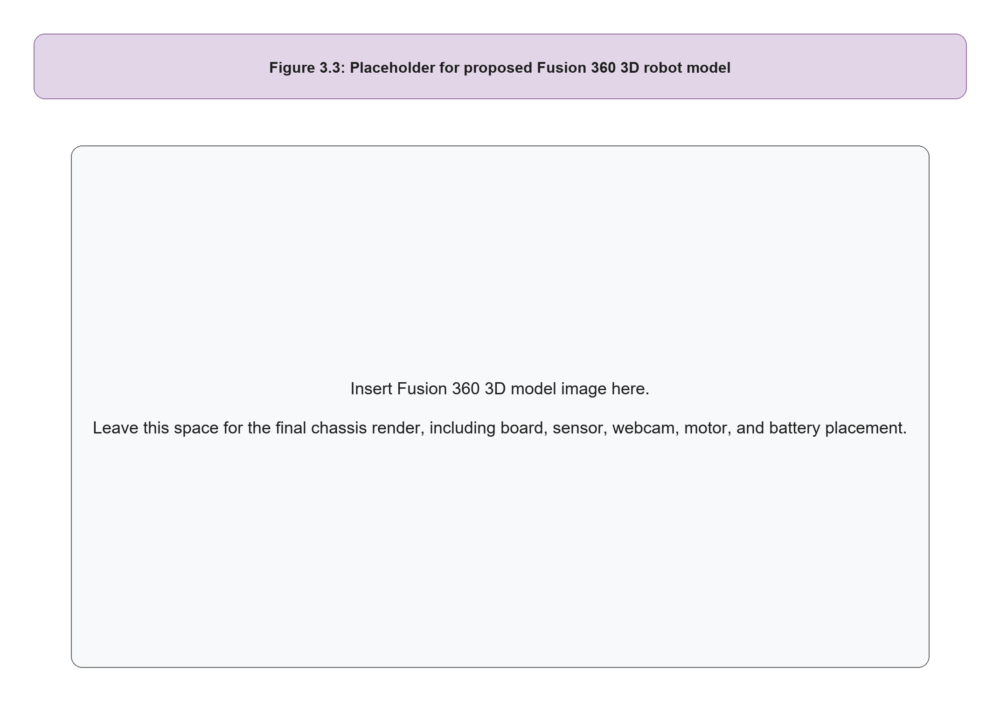 Figure 3.3: Placeholder for proposed Fusion 360 3D robot model
Insert Fusion 360 3D model image here.
Leave this space for the final chassis render, including board, sensor, webcam, motor, and battery placement.